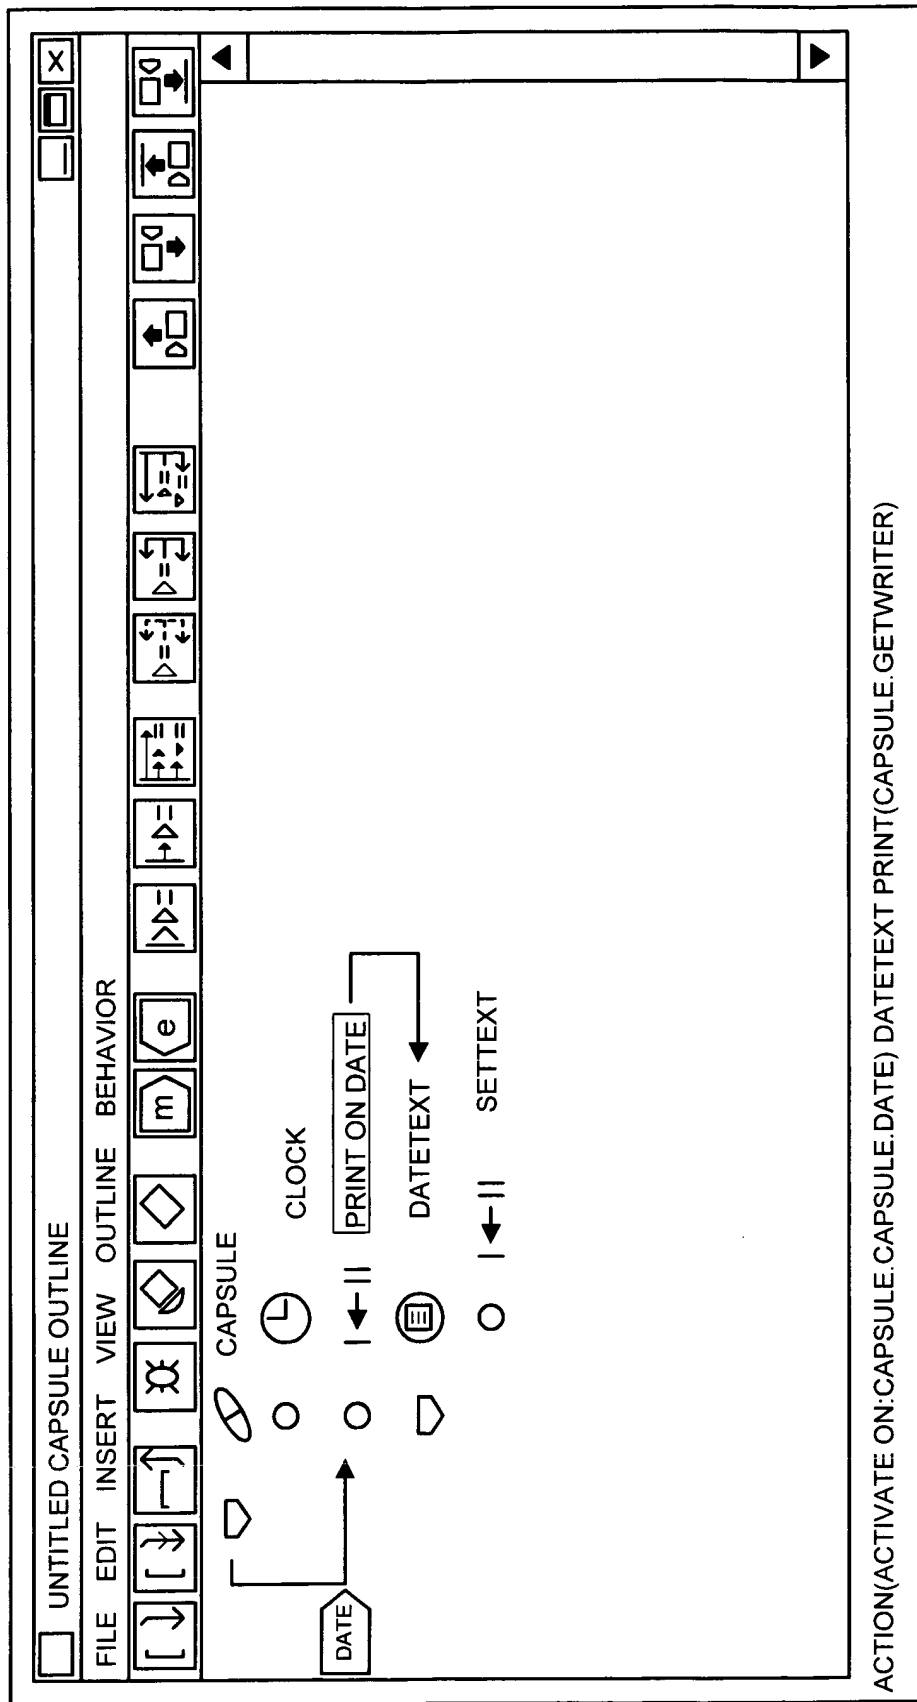 UNTITLED CAPSULE OUTLINE
X
FILE EDIT INSERT VIEW OUTLINE BEHAVIOR
m e
CAPSULE
CLOCK
DATE
PRINT ON DATE
DATETEXT
SETTEXT
ACTION(ACTIVATE ON:CAPSULE.CAPSULE.DATE) DATETEXT PRINT(CAPSULE.GETWRITER)